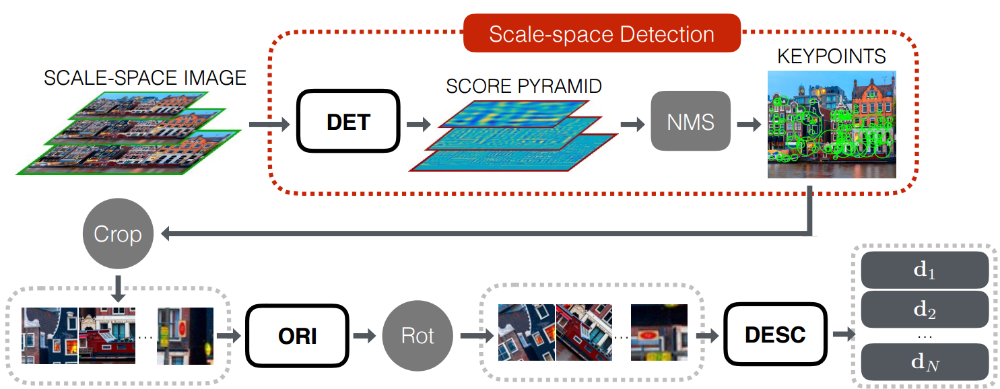 Scale-space Detection
SCALE-SPACE IMAGE
DET
SCORE PYRAMID
NMS
KEYPOINTS
Crop
...
ORI
Rot
...
DESC
d1
d2
...
dN